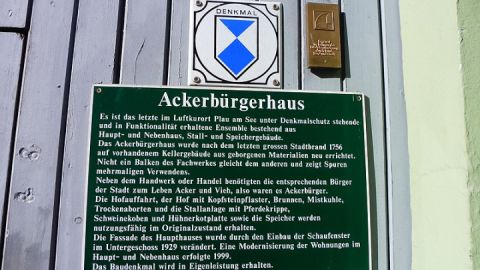 DENKMAL
Ackerbürgerhaus
Es ist das letzte im Luftkurort Plau am See unter Denkmalschutz stehende
und in Funktionalität erhaltene Ensemble bestehend aus
Haupt- und Nebenhaus, Stall- und Speichergebäude.
Das Ackerbürgerhaus wurde nach dem letzten grossen Stadtbrand 1756
auf vorhandenem Kellergebäude aus geborgenen Materialien neu errichtet.
Nicht ein Balken des Fachwerkes gleicht dem anderen und zeigt Spuren
mehrmaligen Verwendens.
Neben dem Handwerk oder Handel benötigten die entsprechenden Bürger
der Stadt zum Leben Acker und Vieh, also waren es Ackerbürger.
Die Hofauffahrt, der Hof mit Kopfsteinpflaster, Brunnen, Mistkuhle,
Trockenaborten und die Stallanlage mit Pferdekrippe,
Schweinekoben und Hühnerkotplatte sowie die Speicher werden
nutzungsfähig im Originalzustand erhalten.
Die Fassade des Haupthauses wurde durch den Einbau der Schaufenster
im Untergeschoss 1929 verändert. Eine Modernisierung der Wohnungen im
Haupt- und Nebenhaus erfolgte 1999.
Das Baudenkmal wird in Eigenleistung erhalten.